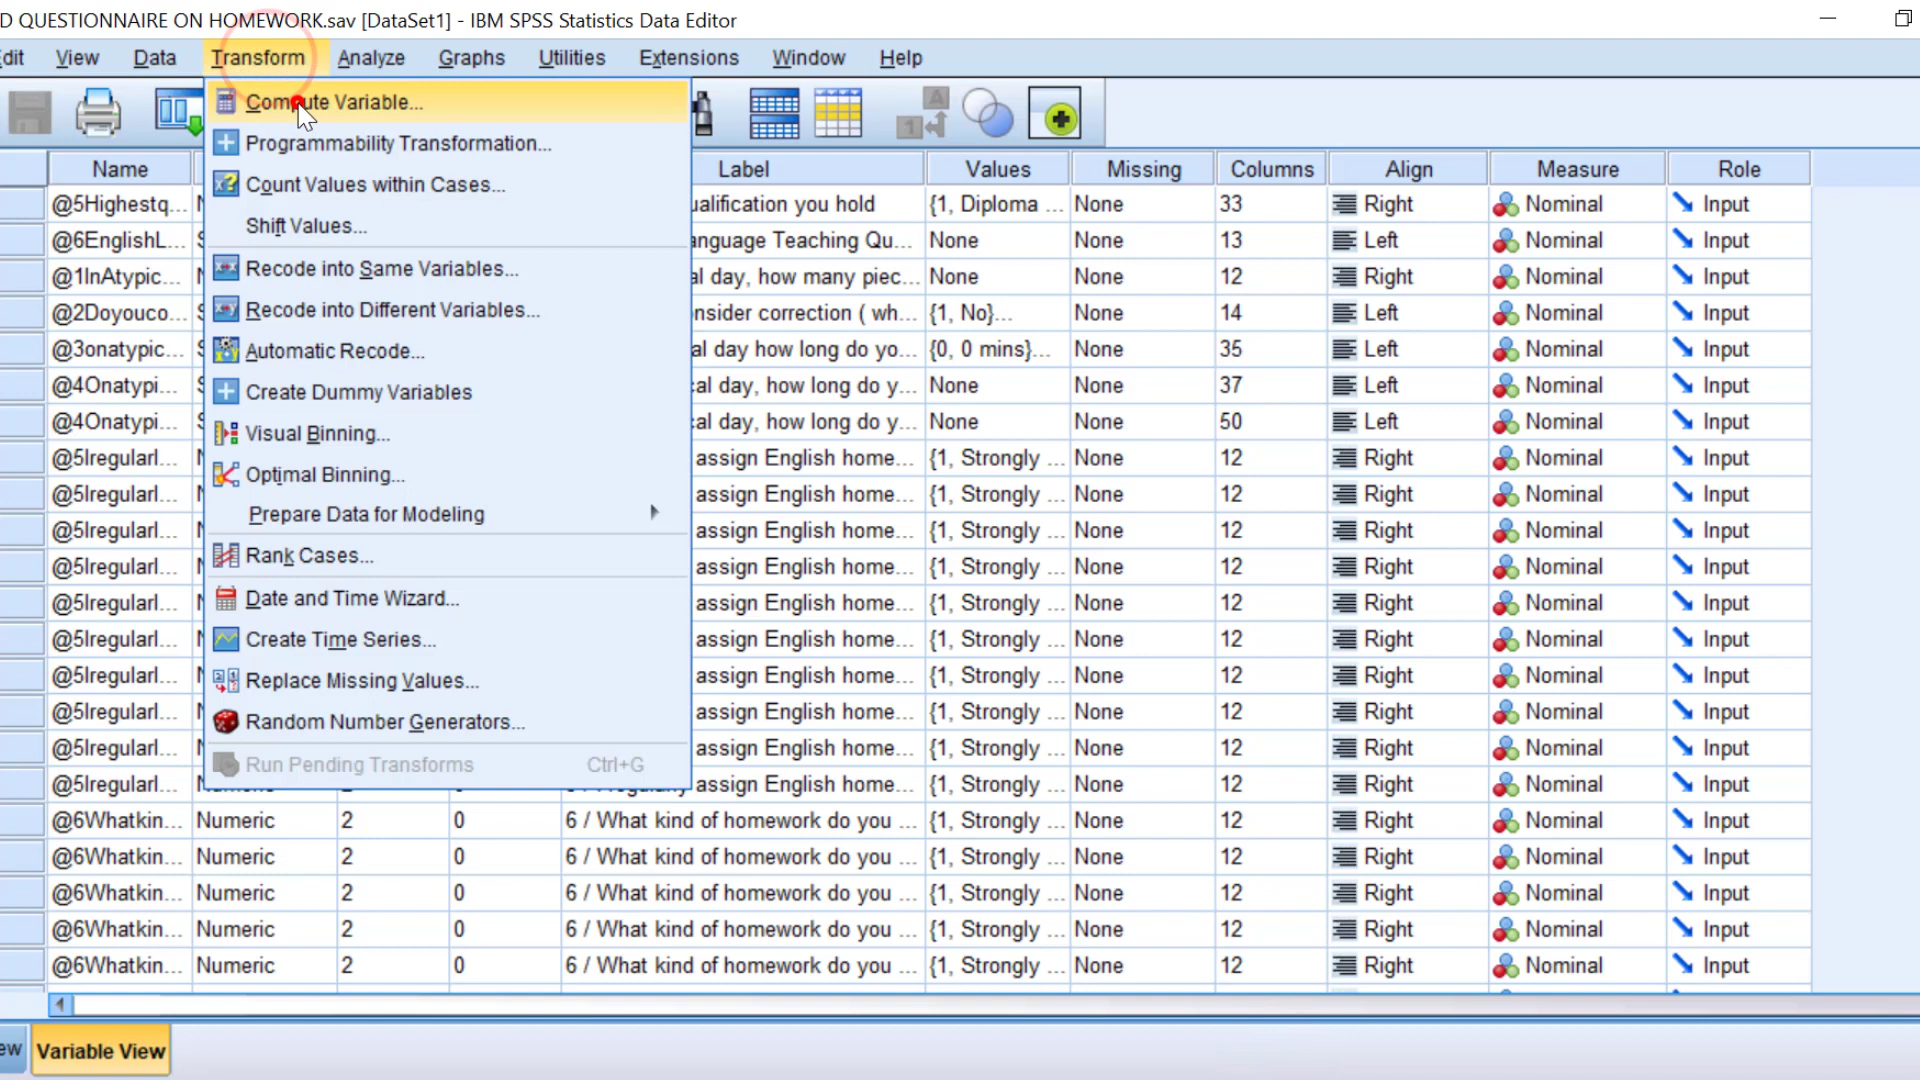 D QUESTIONNAIRE ON HOMEWORK.sav [DataSet1] - IBM SPSS Statistics Data Editor
dit View Data Transform Analyze Graphs Utilities Extensions Window Help
Compute Variable...
Programmability Transformation...
Count Values within Cases...
Shift Values...
Recode into Same Variables...
Recode into Different Variables...
Automatic Recode...
Create Dummy Variables
Visual Binning...
Optimal Binning...
Prepare Data for Modeling
Rank Cases...
Date and Time Wizard...
Create Time Series...
Replace Missing Values...
Random Number Generators...
Run Pending Transforms Ctrl+G
Name Label Values Missing Columns Align Measure Role
@5Highestq... ualification you hold {1, Diploma ... None 33 Right Nominal Input
@6EnglishL... anguage Teaching Qu... None None 13 Left Nominal Input
@1InAtypic... al day, how many piec... None None 12 Right Nominal Input
@2Doyouco... nsider correction ( wh... {1, No}... None 14 Left Nominal Input
@3onatypic... al day how long do yo... {0, 0 mins}... None 35 Left Nominal Input
@4Onatypi... cal day, how long do y... None None 37 Left Nominal Input
@4Onatypi... cal day, how long do y... None None 50 Left Nominal Input
@5Iregularl... assign English home... {1, Strongly ... None 12 Right Nominal Input
@5Iregularl... assign English home... {1, Strongly ... None 12 Right Nominal Input
@5Iregularl... assign English home... {1, Strongly ... None 12 Right Nominal Input
@5Iregularl... assign English home... {1, Strongly ... None 12 Right Nominal Input
@5Iregularl... assign English home... {1, Strongly ... None 12 Right Nominal Input
@5Iregularl... assign English home... {1, Strongly ... None 12 Right Nominal Input
@5Iregularl... assign English home... {1, Strongly ... None 12 Right Nominal Input
@5Iregularl... assign English home... {1, Strongly ... None 12 Right Nominal Input
@5Iregularl... assign English home... {1, Strongly ... None 12 Right Nominal Input
@5Iregularl... assign English home... {1, Strongly ... None 12 Right Nominal Input
@6Whatkin... Numeric 2 0 6 / What kind of homework do you ... {1, Strongly ... None 12 Right Nominal Input
@6Whatkin... Numeric 2 0 6 / What kind of homework do you ... {1, Strongly ... None 12 Right Nominal Input
@6Whatkin... Numeric 2 0 6 / What kind of homework do you ... {1, Strongly ... None 12 Right Nominal Input
@6Whatkin... Numeric 2 0 6 / What kind of homework do you ... {1, Strongly ... None 12 Right Nominal Input
@6Whatkin... Numeric 2 0 6 / What kind of homework do you ... {1, Strongly ... None 12 Right Nominal Input
ew Variable View